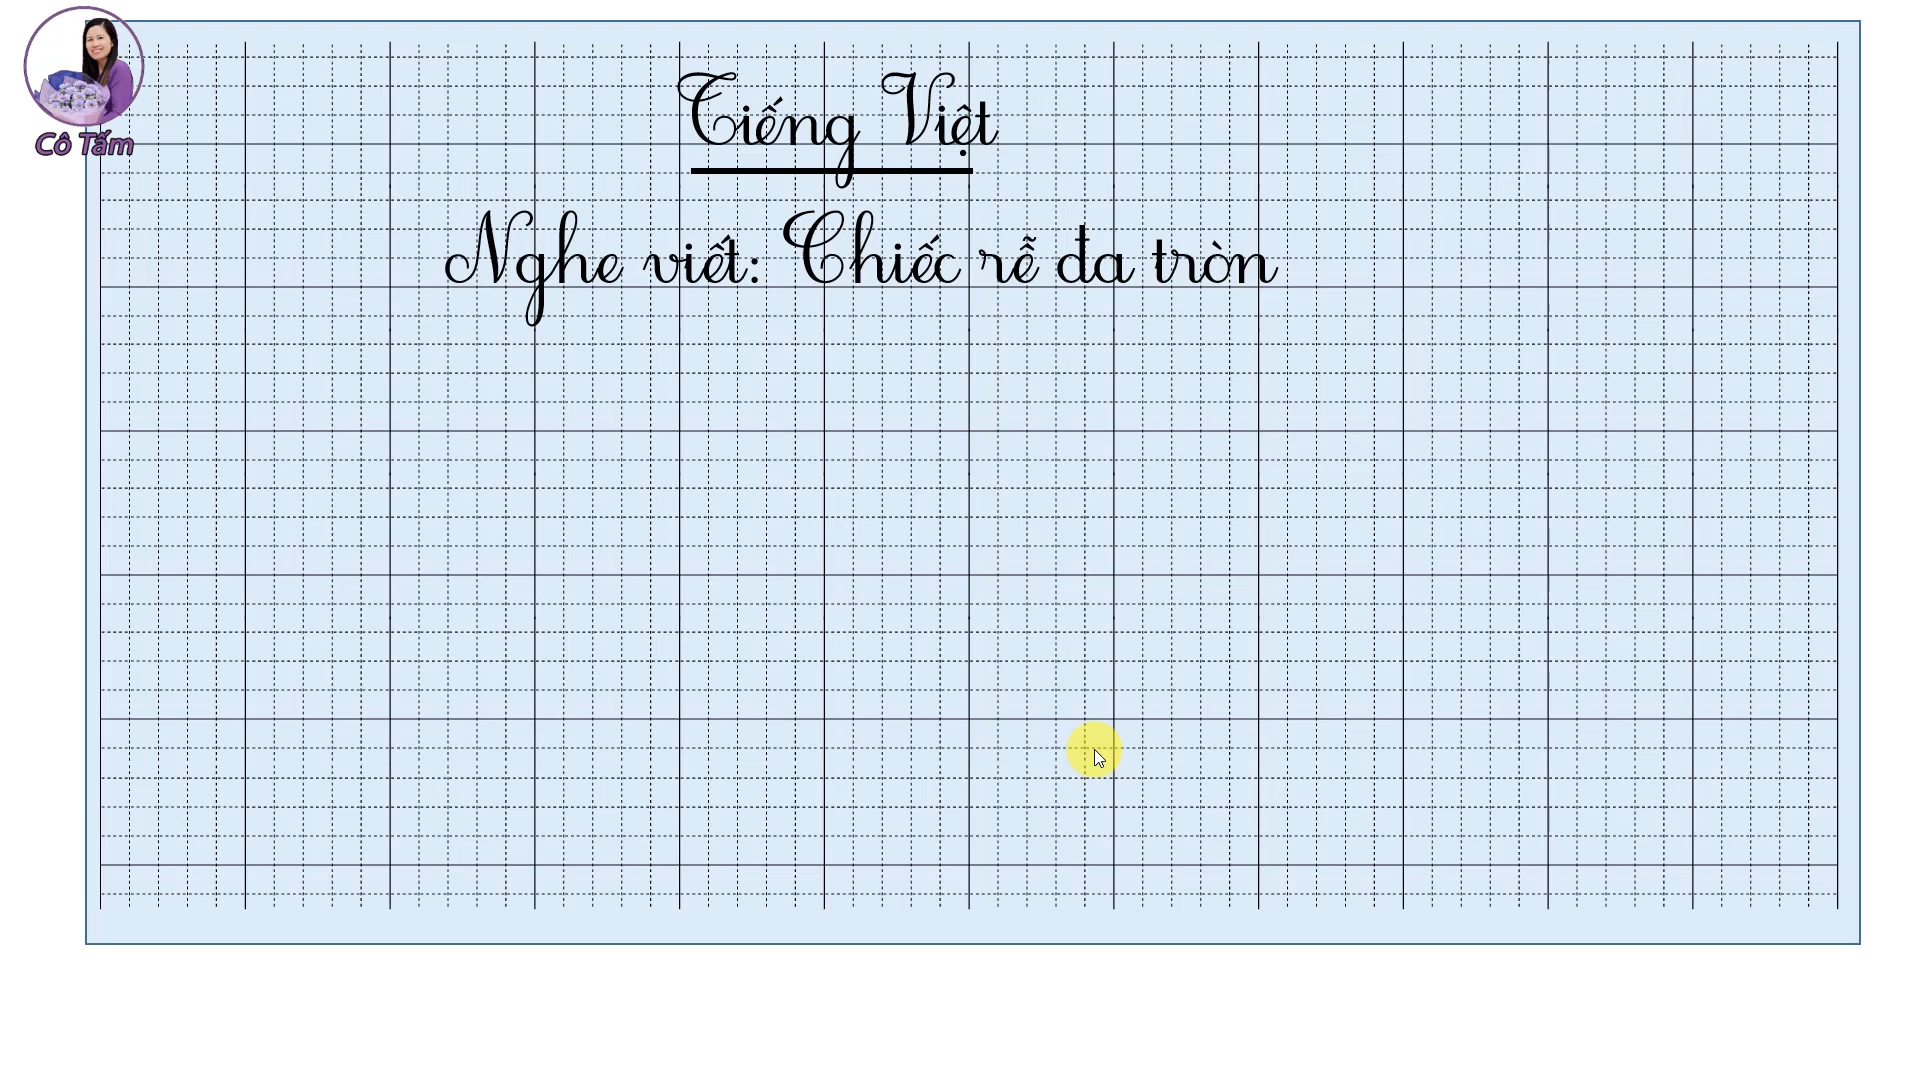 Cô Tấm
Tiếng Việt
Nghe viết: Chiếc rễ đa tròn